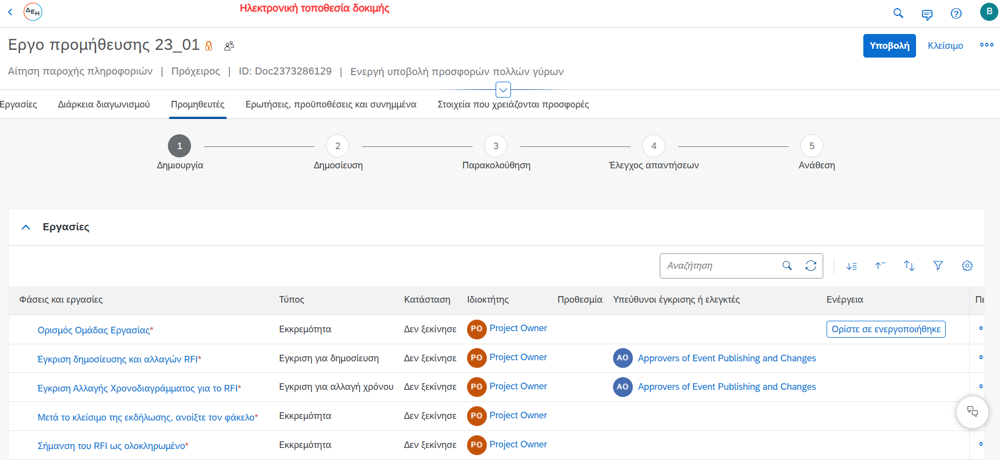 ΔΕΗ
Ηλεκτρονική τοποθεσία δοκιμής
B
Έργο προμήθευσης 23_01
Υποβολή
Κλείσιμο
Αίτηση παροχής πληροφοριών | Πρόχειρος | ID: Doc2373286129 | Ενεργή υποβολή προσφορών πολλών γύρων
Εργασίες Διάρκεια διαγωνισμού Προμηθευτές Ερωτήσεις, προϋποθέσεις και συνημμένα Στοιχεία που χρειάζονται προσφορές
1 2 3 4 5
Δημιουργία Δημοσίευση Παρακολούθηση Έλεγχος απαντήσεων Ανάθεση
Εργασίες
Αναζήτηση
Φάσεις και εργασίες Τύπος Κατάσταση Ιδιοκτήτης Προθεσμία Υπεύθυνοι έγκρισης ή ελεγκτές Ενέργεια
Ορισμός Ομάδας Εργασίας* Εκκρεμότητα Δεν ξεκίνησε PO Project Owner Ορίστε σε ενεργοποιήθηκε
Έγκριση δημοσίευσης και αλλαγών RFI* Εγκριση για δημοσίευση Δεν ξεκίνησε PO Project Owner AO Approvers of Event Publishing and Changes
Έγκριση Αλλαγής Χρονοδιαγράμματος για το RFI* Εγκριση για αλλαγή χρόνου Δεν ξεκίνησε PO Project Owner AO Approvers of Event Publishing and Changes
Μετά το κλείσιμο της εκδήλωσης, ανοίξτε τον φάκελο* Εκκρεμότητα Δεν ξεκίνησε PO Project Owner
Σήμανση του RFI ως ολοκληρωμένο* Εκκρεμότητα Δεν ξεκίνησε PO Project Owner